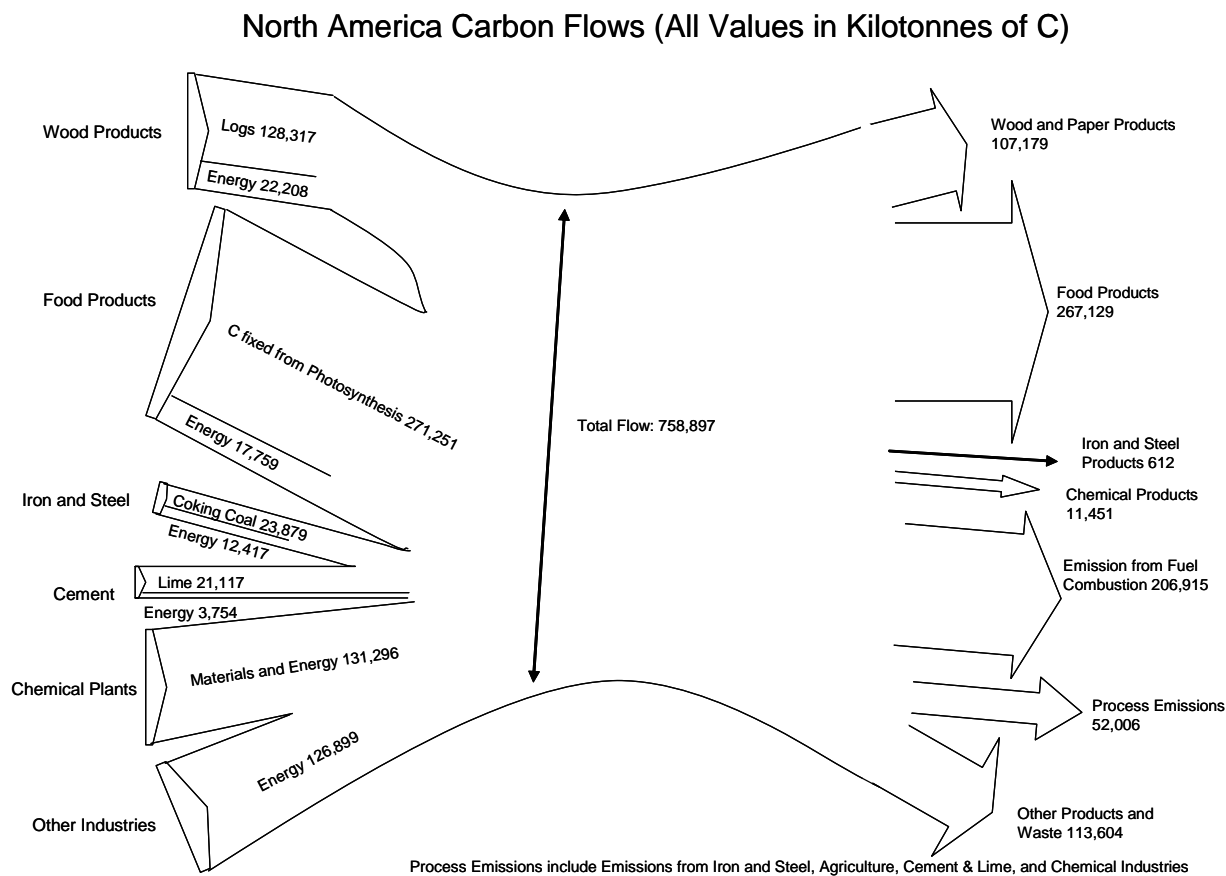 North America Carbon Flows (All Values in Kilotonnes of C)
Wood Products
Logs 128,317
Energy 22,208
Food Products
C fixed from Photosynthesis 271,251
Energy 17,759
Iron and Steel
Coking Coal 23,879
Energy 12,417
Cement
Lime 21,117
Energy 3,754
Chemical Plants
Materials and Energy 131,296
Other Industries
Energy 126,899
Total Flow: 758,897
Wood and Paper Products
107,179
Food Products
267,129
Iron and Steel
Products 612
Chemical Products
11,451
Emission from Fuel
Combustion 206,915
Process Emissions
52,006
Other Products and
Waste 113,604
Process Emissions include Emissions from Iron and Steel, Agriculture, Cement & Lime, and Chemical Industries